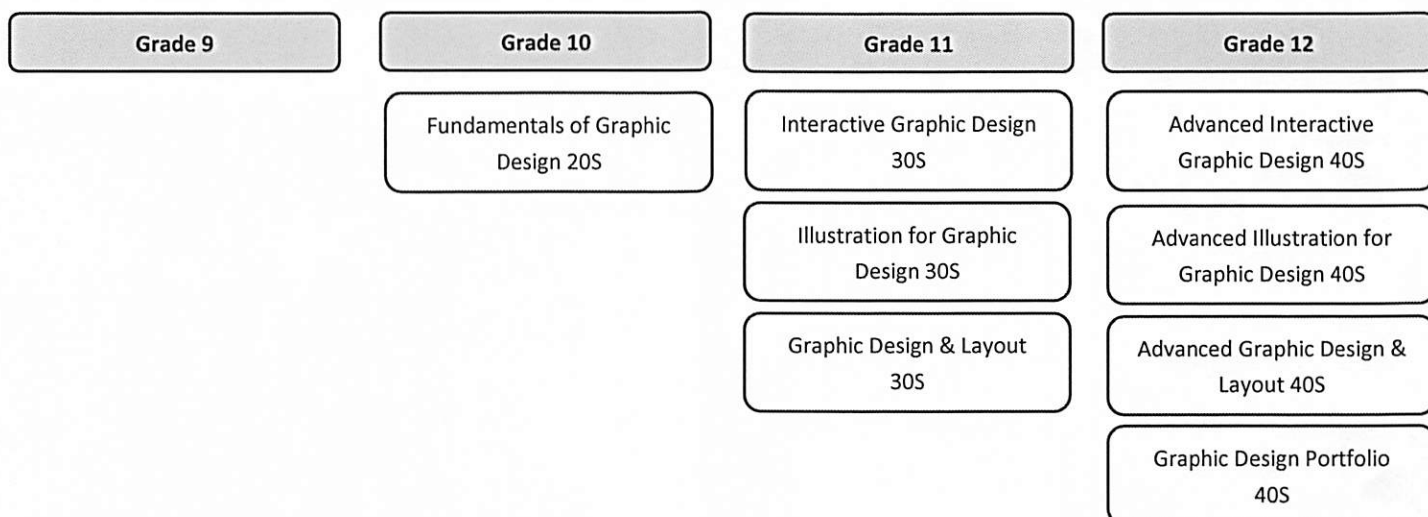 Grade 9
Grade 10
Grade 11
Grade 12
Fundamentals of Graphic
Design 20S
Interactive Graphic Design
30S
Illustration for Graphic
Design 30S
Graphic Design & Layout
30S
Advanced Interactive
Graphic Design 40S
Advanced Illustration for
Graphic Design 40S
Advanced Graphic Design &
Layout 40S
Graphic Design Portfolio
40S